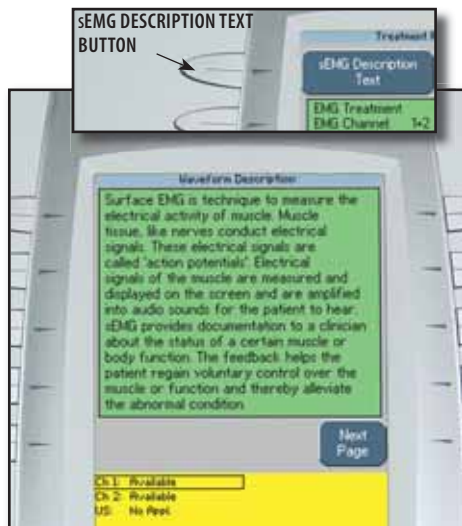 sEMG DESCRIPTION TEXT
BUTTON
Treatment
sEMG Description
Text
EMG Treatment
EMG Channel 1+2
Waveform Description
Surface EMG is technique to measure the
electrical activity of muscle. Muscle
tissue, like nerves conduct electrical
signals. These electrical signals are
called 'action potentials'. Electrical
signals of the muscle are measured and
displayed on the screen and are amplified
into audio sounds for the patient to hear.
sEMG provides documentation to a clinician
about the status of a certain muscle or
body function. The feedback helps the
patient regain voluntary control over the
muscle or function and thereby alleviate
the abnormal condition
Next
Page
Ch 1: Available
Ch 2: Available
US: No Appl.